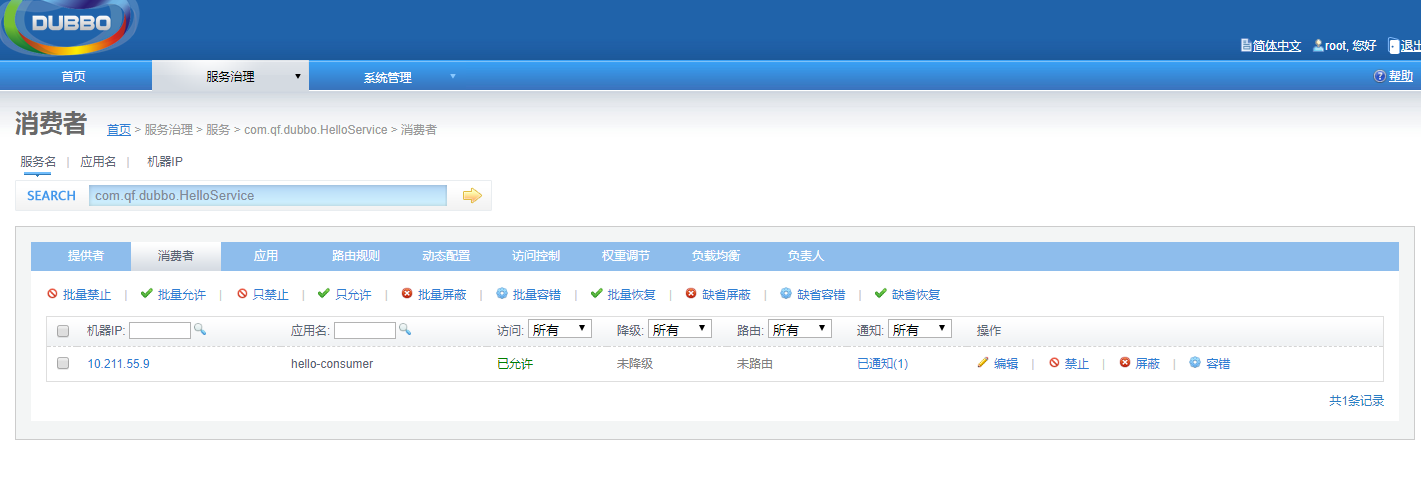 DUBBO
简体中文 root, 您好 退出
首页 服务治理 系统管理 帮助
消费者 首页 > 服务治理 > 服务 > com.qf.dubbo.HelloService > 消费者
服务名 | 应用名 | 机器IP
SEARCH com.qf.dubbo.HelloService
提供者 消费者 应用 路由规则 动态配置 访问控制 权重调节 负载均衡 负责人
批量禁止 | 批量允许 | 只禁止 | 只允许 | 批量屏蔽 | 批量容错 | 批量恢复 | 缺省屏蔽 | 缺省容错 | 缺省恢复
机器IP: 应用名: 访问: 所有 降级: 所有 路由: 所有 通知: 所有 操作
10.211.55.9 hello-consumer 已允许 未降级 未路由 已通知(1) 编辑 | 禁止 | 屏蔽 | 容错
共1条记录